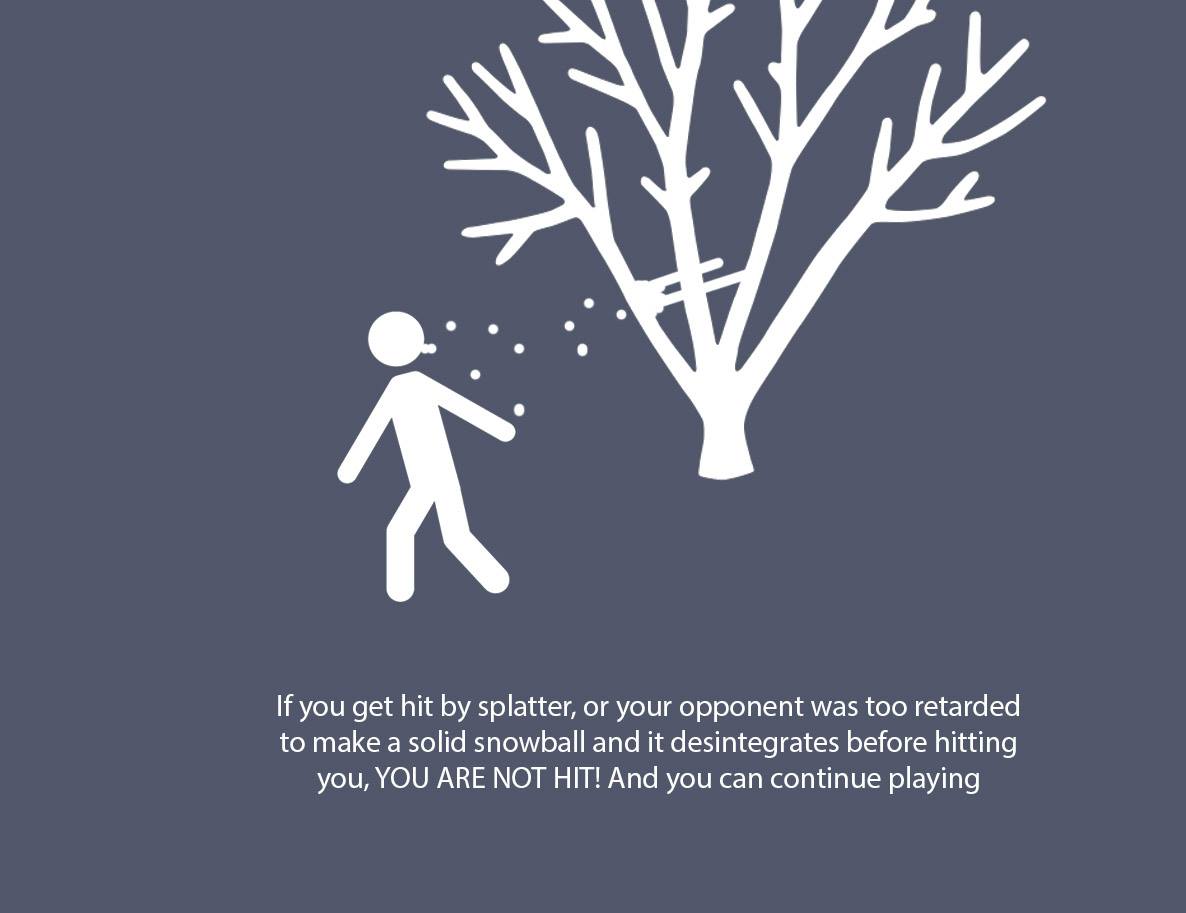 If you get hit by splatter, or your opponent was too retarded
to make a solid snowball and it desintegrates before hitting
you, YOU ARE NOT HIT! And you can continue playing